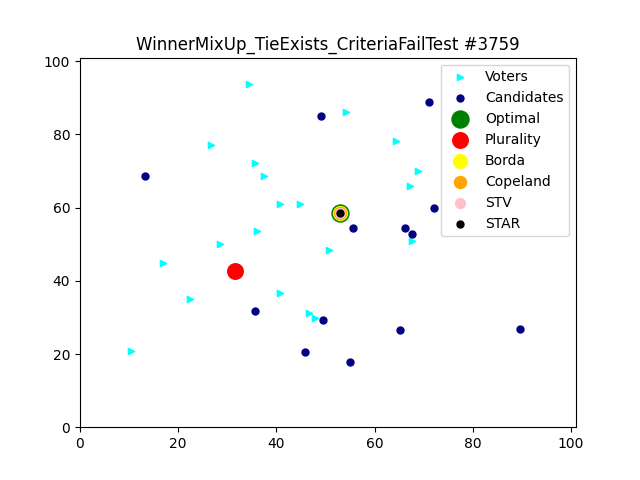 WinnerMixUp_TieExists_CriteriaFailTest #3759
100
80
60
40
20
0
0
20
40
60
80
100
Voters
Candidates
Optimal
Plurality
Borda
Copeland
STV
STAR